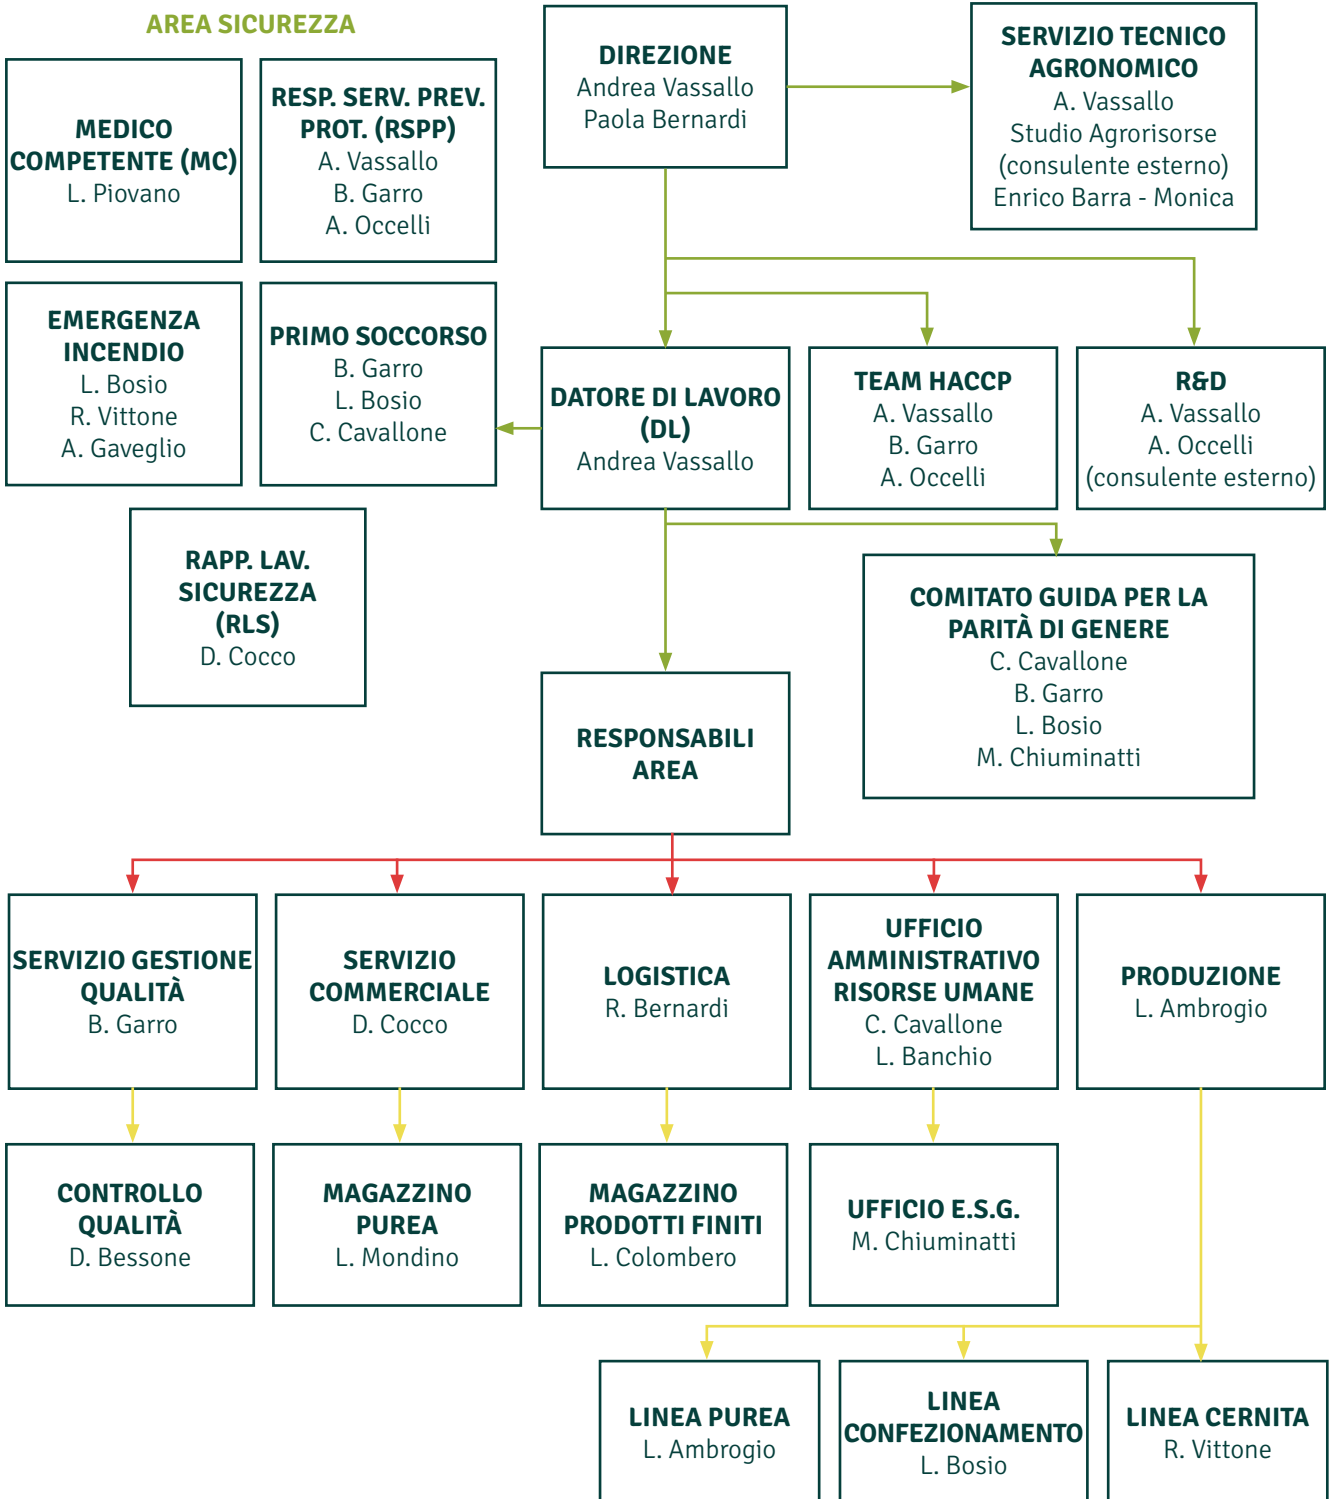 AREA SICUREZZA
DIREZIONE
Andrea Vassallo
Paola Bernardi
SERVIZIO TECNICO
AGRONOMICO
A. Vassallo
Studio Agrorisorse
(consulente esterno)
Enrico Barra - Monica
MEDICO
COMPETENTE (MC)
L. Piovano
RESP. SERV. PREV.
PROT. (RSPP)
A. Vassallo
B. Garro
A. Occelli
EMERGENZA
INCENDIO
L. Bosio
R. Vittone
A. Gaveglio
PRIMO SOCCORSO
B. Garro
L. Bosio
C. Cavallone
DATORE DI LAVORO
(DL)
Andrea Vassallo
TEAM HACCP
A. Vassallo
B. Garro
A. Occelli
R&D
A. Vassallo
A. Occelli
(consulente esterno)
RAPP. LAV.
SICUREZZA
(RLS)
D. Cocco
COMITATO GUIDA PER LA
PARITÀ DI GENERE
C. Cavallone
B. Garro
L. Bosio
M. Chiuminatti
RESPONSABILI
AREA
SERVIZIO GESTIONE
QUALITÀ
B. Garro
SERVIZIO
COMMERCIALE
D. Cocco
LOGISTICA
R. Bernardi
UFFICIO
AMMINISTRATIVO
RISORSE UMANE
C. Cavallone
L. Banchio
PRODUZIONE
L. Ambrogio
CONTROLLO
QUALITÀ
D. Bessone
MAGAZZINO
PUREA
L. Mondino
MAGAZZINO
PRODOTTI FINITI
L. Colombero
UFFICIO E.S.G.
M. Chiuminatti
LINEA PUREA
L. Ambrogio
LINEA
CONFEZIONAMENTO
L. Bosio
LINEA CERNITA
R. Vittone